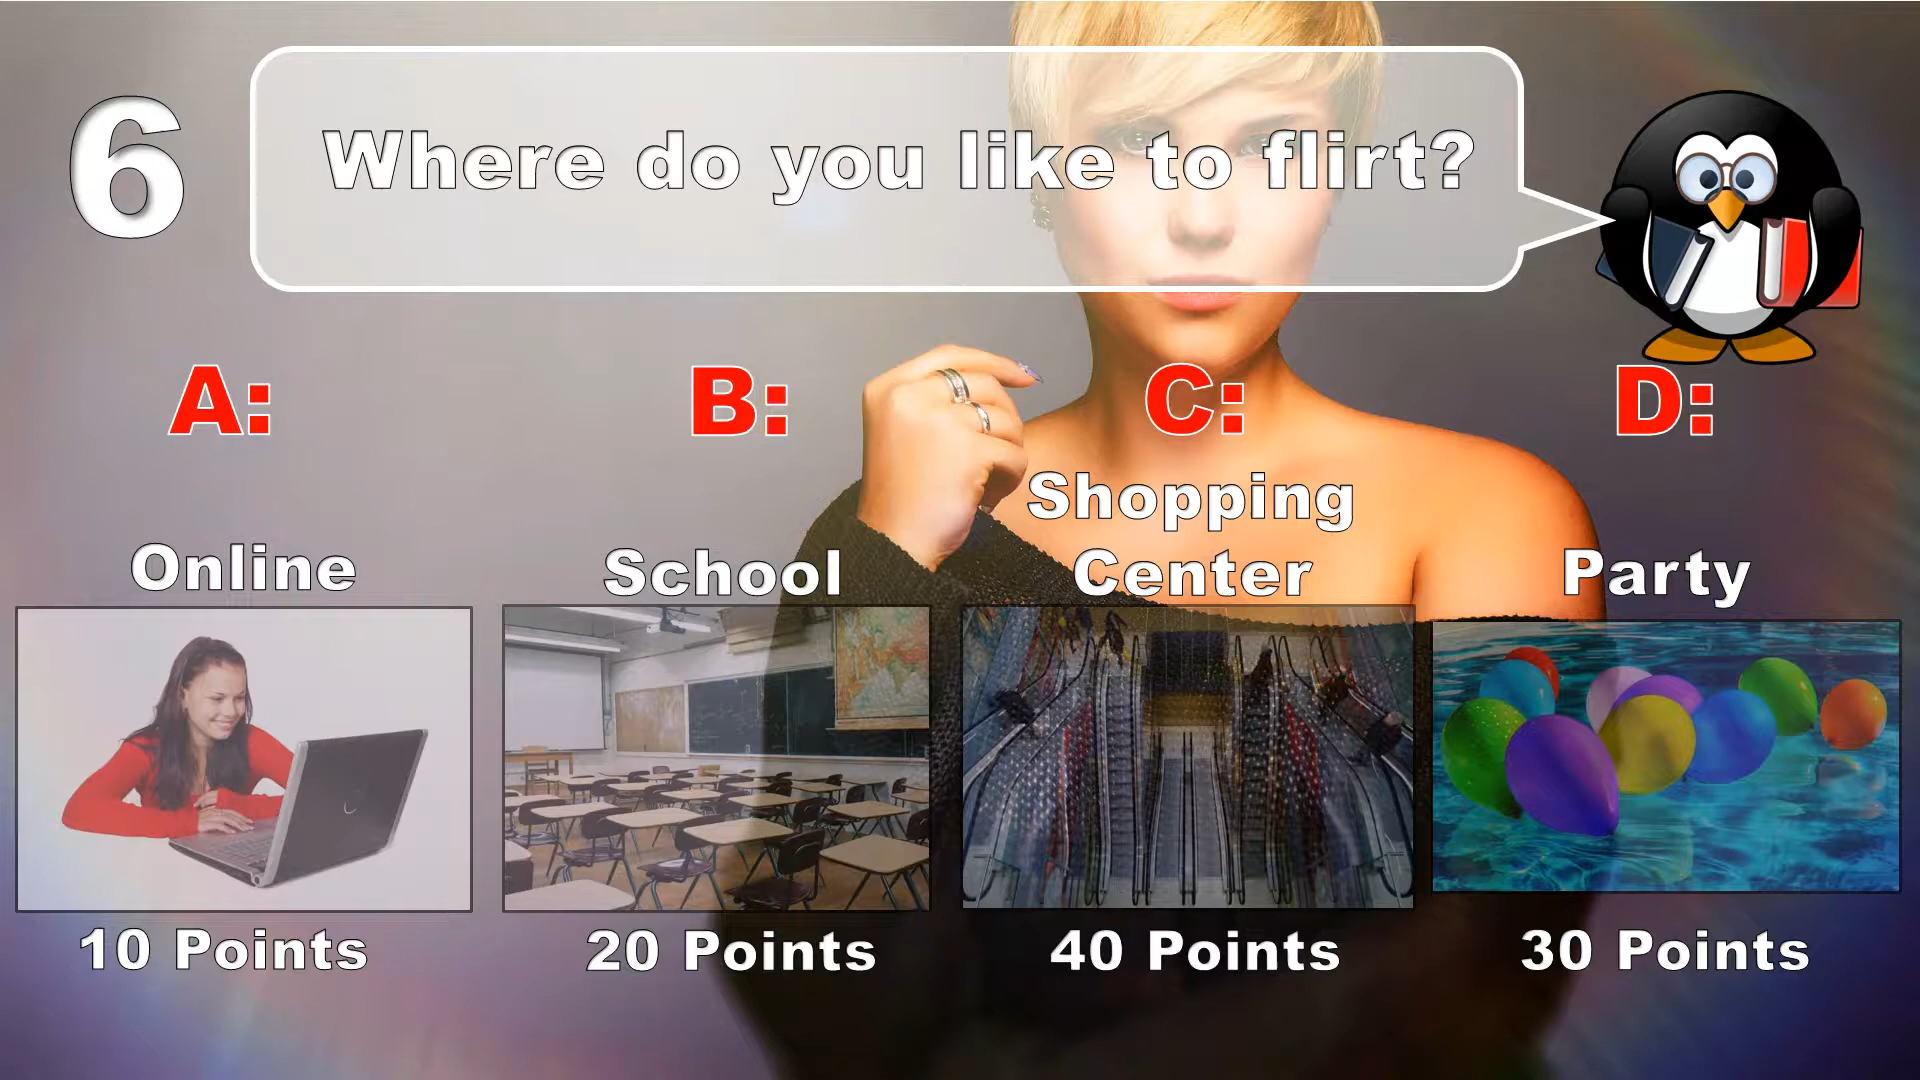 6
Where do you like to flirt?
A:
B:
C:
D:
Online
School
Shopping
Center
Party
10 Points
20 Points
40 Points
30 Points